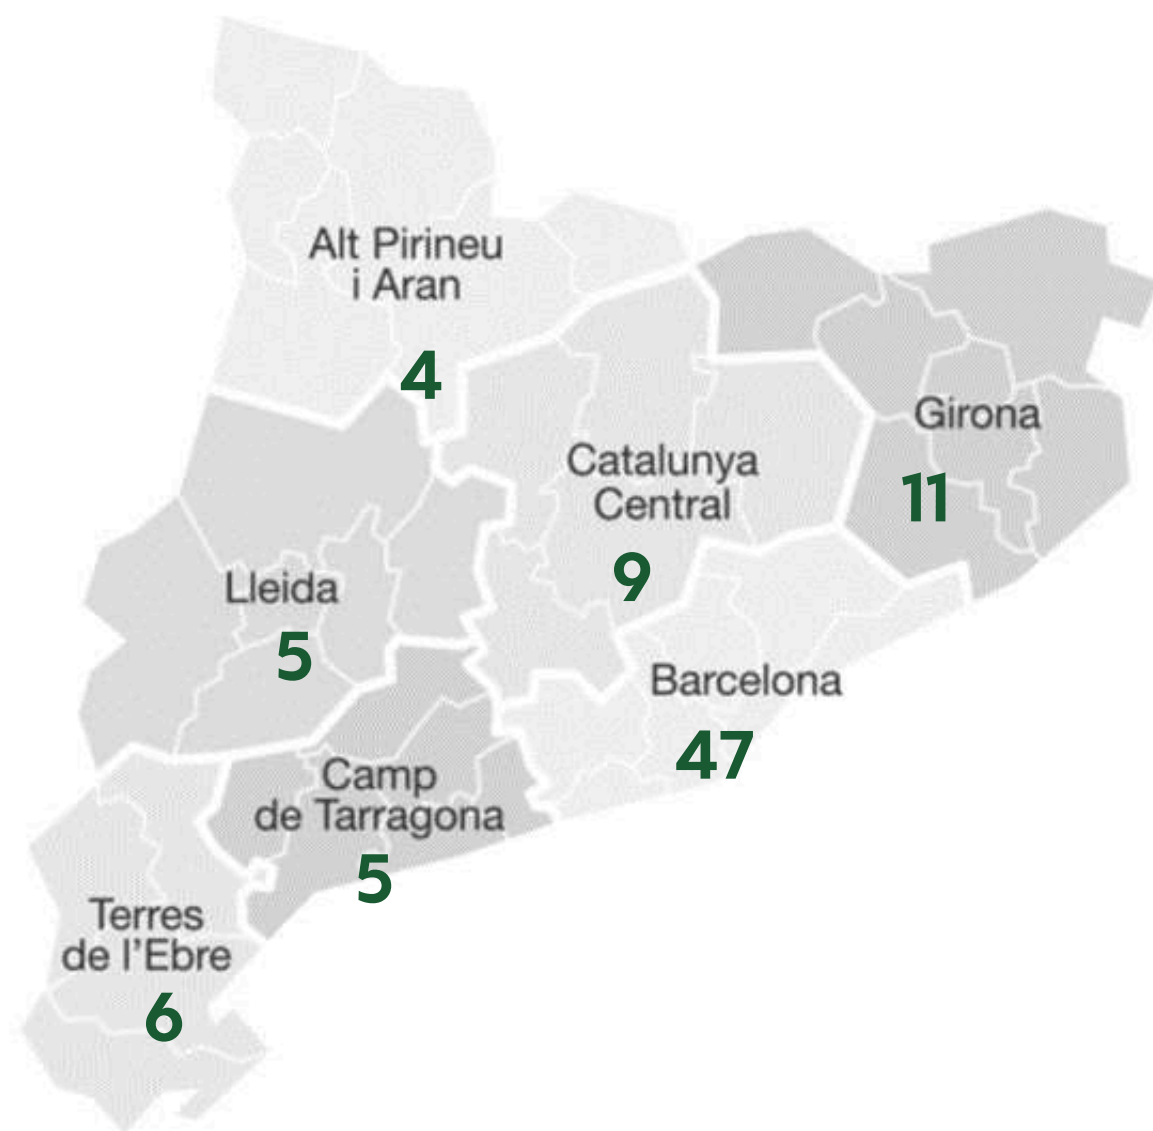 Alt Pirineu
i Aran
4
Girona
11
Catalunya
Central
9
Lleida
5
Barcelona
47
Camp
de Tarragona
5
Terres
de l'Ebre
6